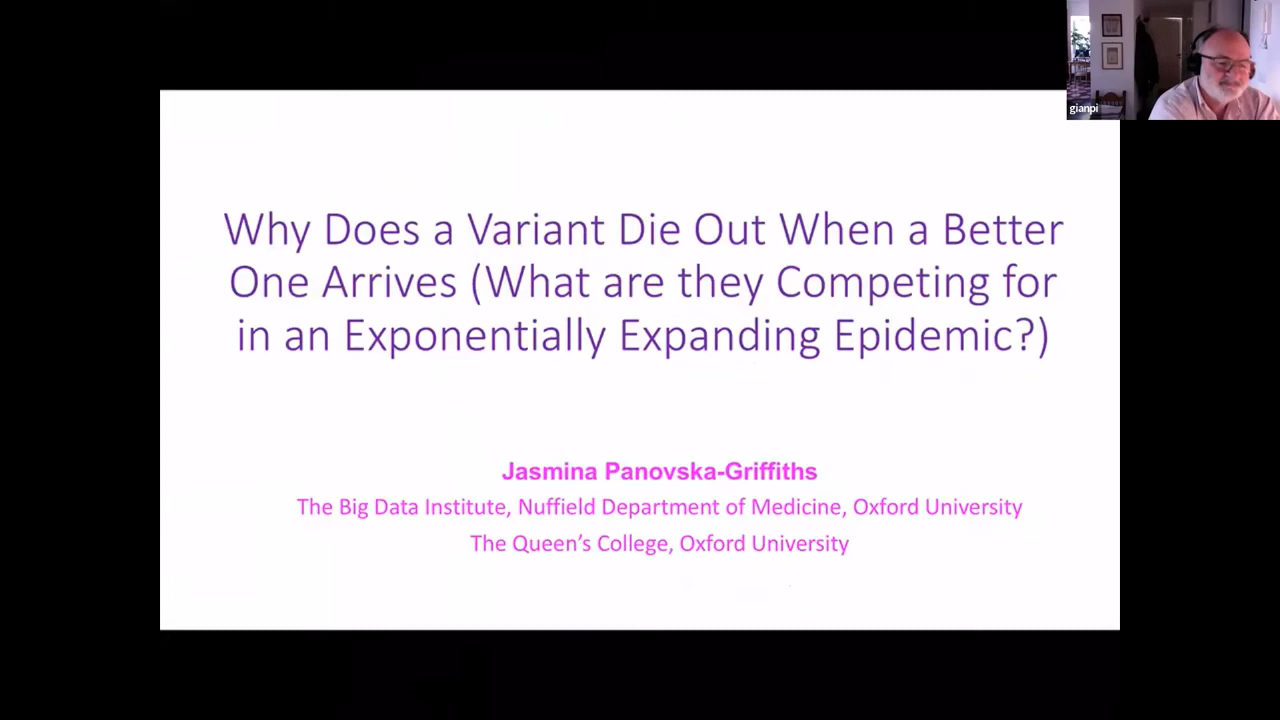 gianpi
Why Does a Variant Die Out When a Better
One Arrives (What are they Competing for
in an Exponentially Expanding Epidemic?)
Jasmina Panovska-Griffiths
The Big Data Institute, Nuffield Department of Medicine, Oxford University
The Queen's College, Oxford University